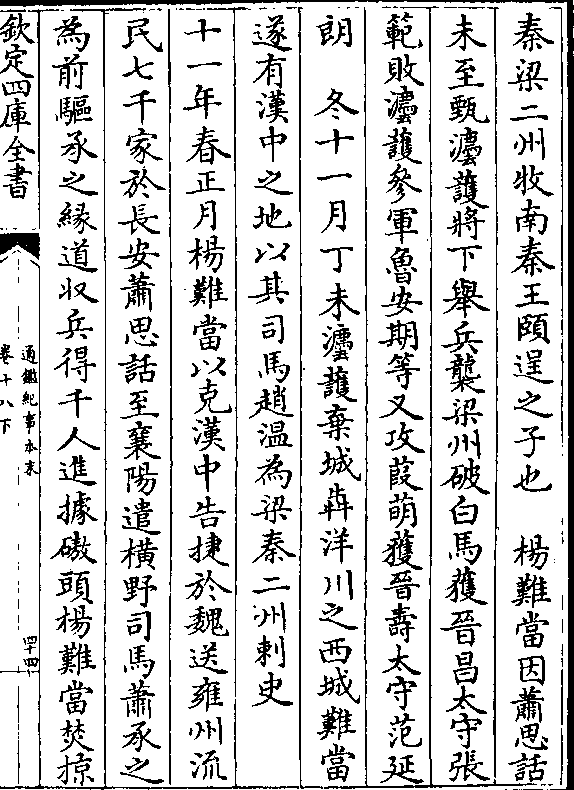 秦梁二州牧南秦王頤逞之子也　楊難當因蕭思話
未至甄灋䕶將下舉兵襲梁州破白馬獲晉昌太守張
範敗灋䕶參軍魯安期等又攻葭萌獲晉壽太守范延
朗　冬十一月丁未灋䕶棄城犇洋川之西城難當
遂有漢中之地以其司馬趙温為梁秦二州刺史
十一年春正月楊難當以克漢中告捷於魏送雍州流
民七千家於長安蕭思話至襄陽遣橫野司馬蕭承之
為前驅承之緣道收兵得千人進據磝頭楊難當焚掠
欽定四庫全書
通鑑紀事本末
卷十八下
四十四